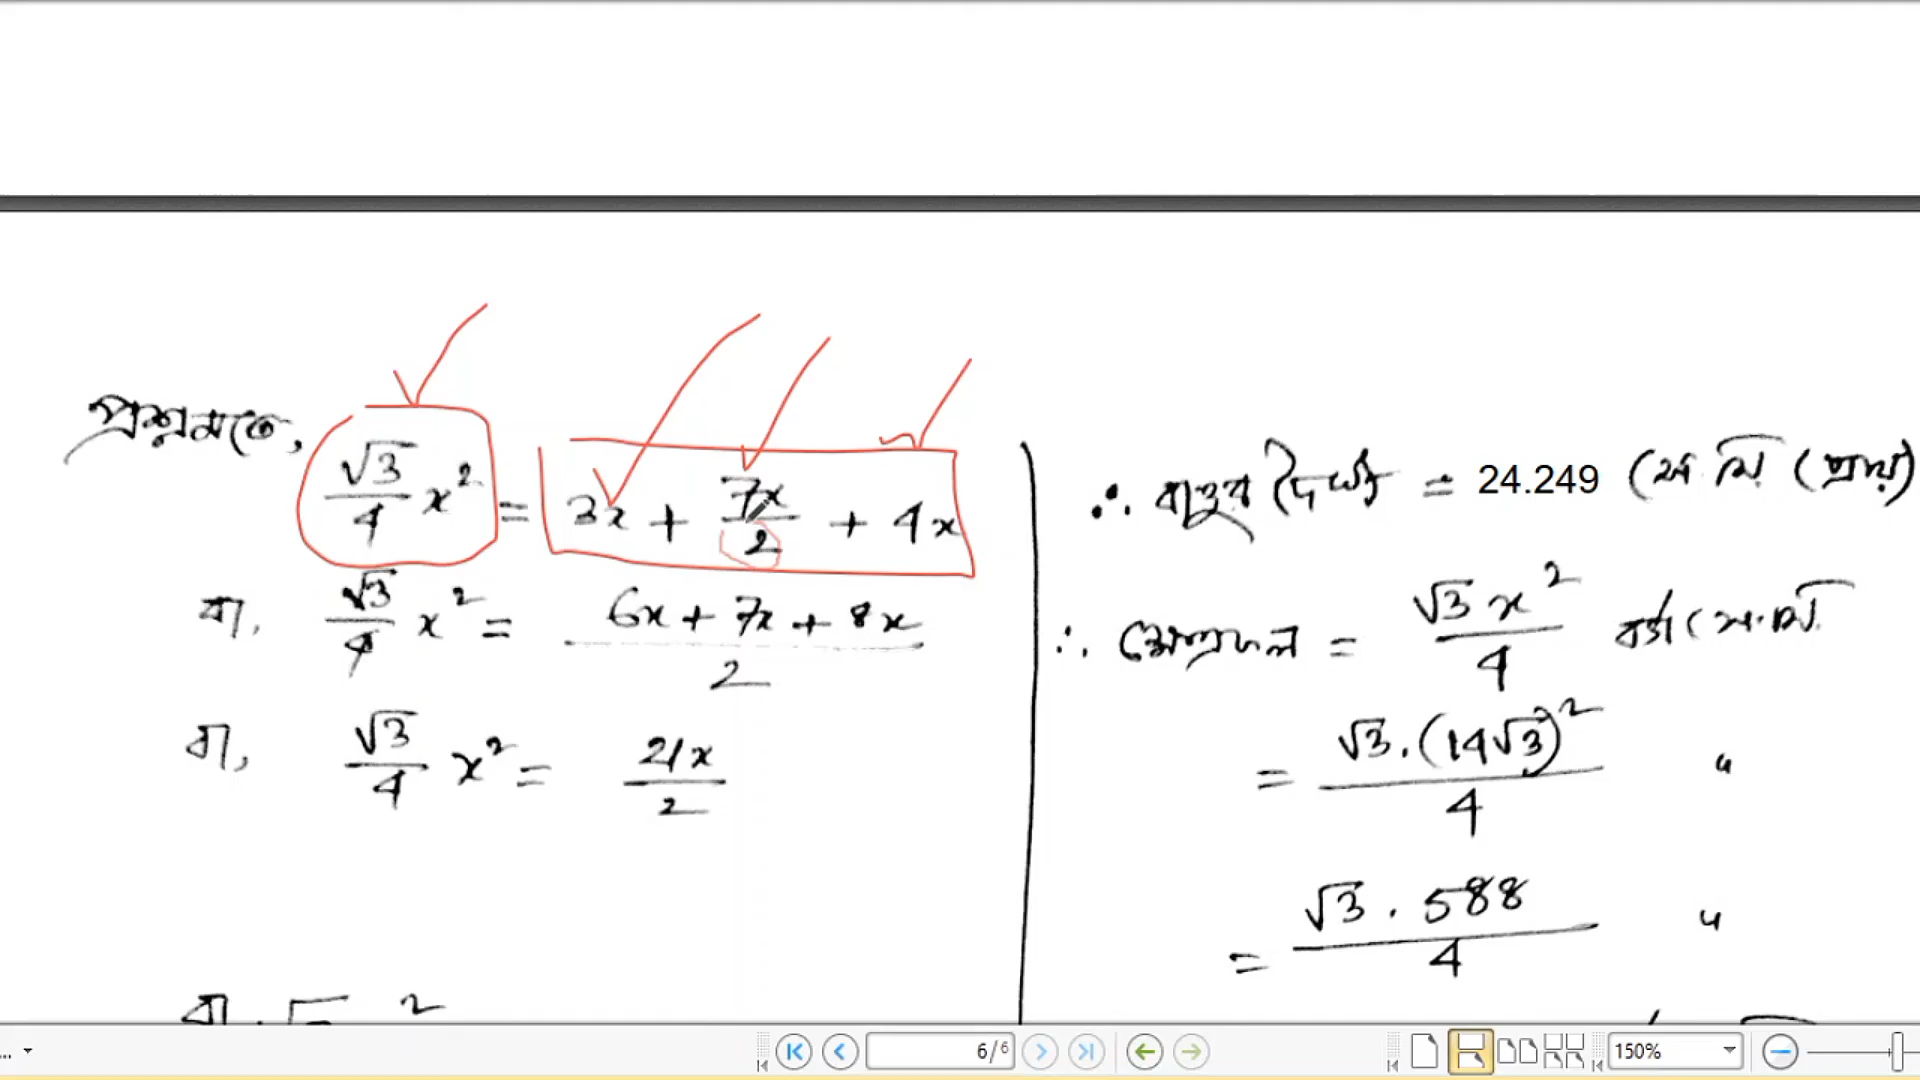 প্রশ্নমতে, √3/4 x² = 3x + 7x/2 + 4x
বা, √3/4 x² = (6x + 7x + 8x)/2
বা, √3/4 x² = 21x/2
∴ বাহুর দৈর্ঘ্য = 24.249 সে.মি (প্রায়)
∴ ক্ষেত্রফল = √3x²/4 বর্গ সে.মি
= √3.(14√3)²/4 "
= √3 . 588/4 "
6/6
150%